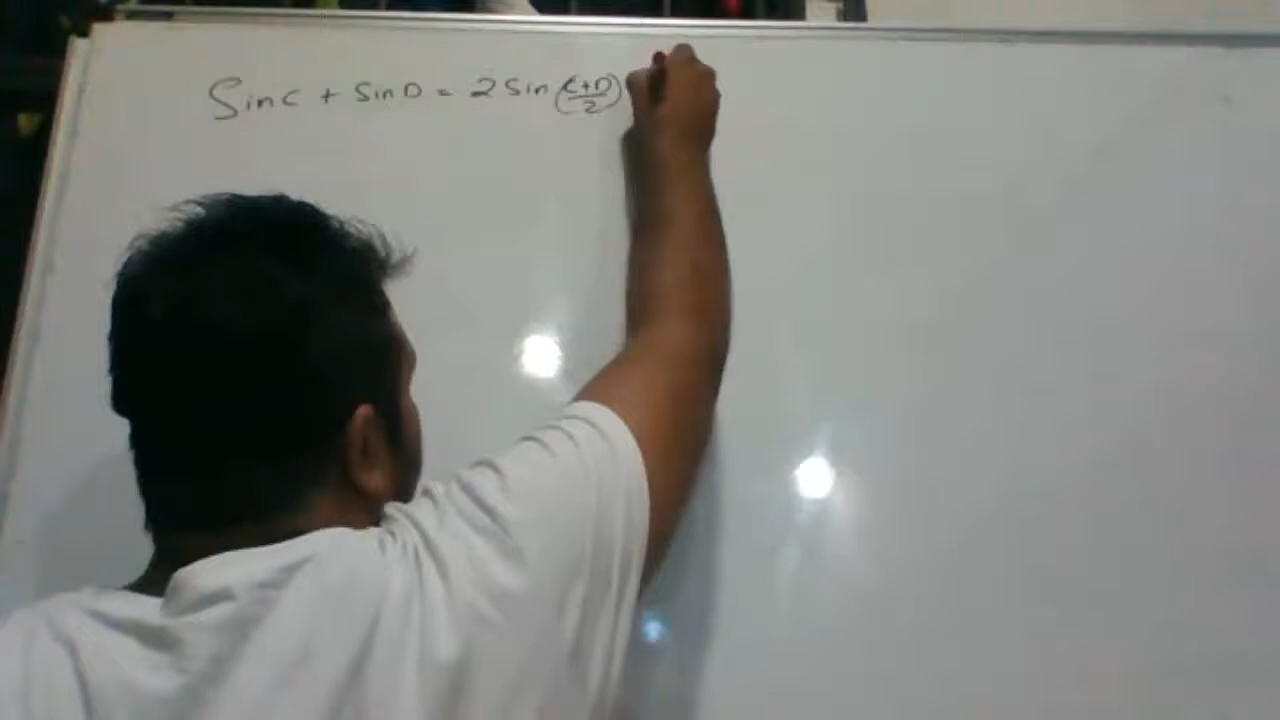 Sin C + Sin D = 2 Sin (C+D/2)